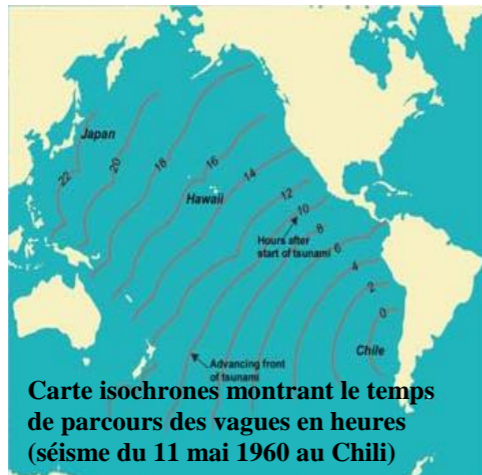 Japan
22
20
18
16
Hawaii
14
12
10
Hours after
start of tsunami
8
6
4
2
0
Chile
Advancing front
of tsunami
Carte isochrones montrant le temps
de parcours des vagues en heures
(séisme du 11 mai 1960 au Chili)